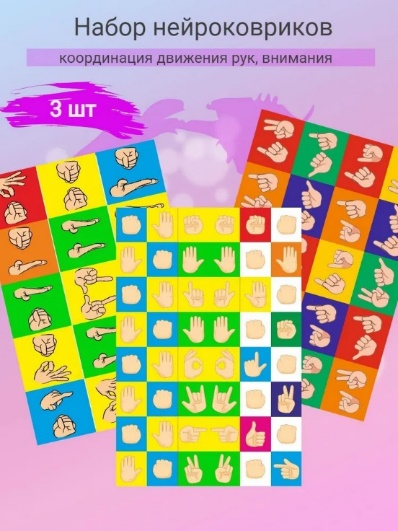 Набор нейроковриков
координация движения рук, внимания
3 шт